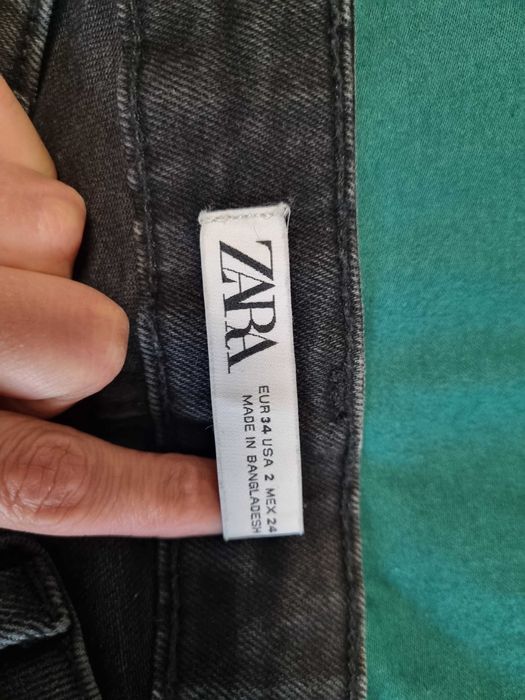 ZARA
EUR 34 USA 2 MEX 24
MADE IN BANGLADESH